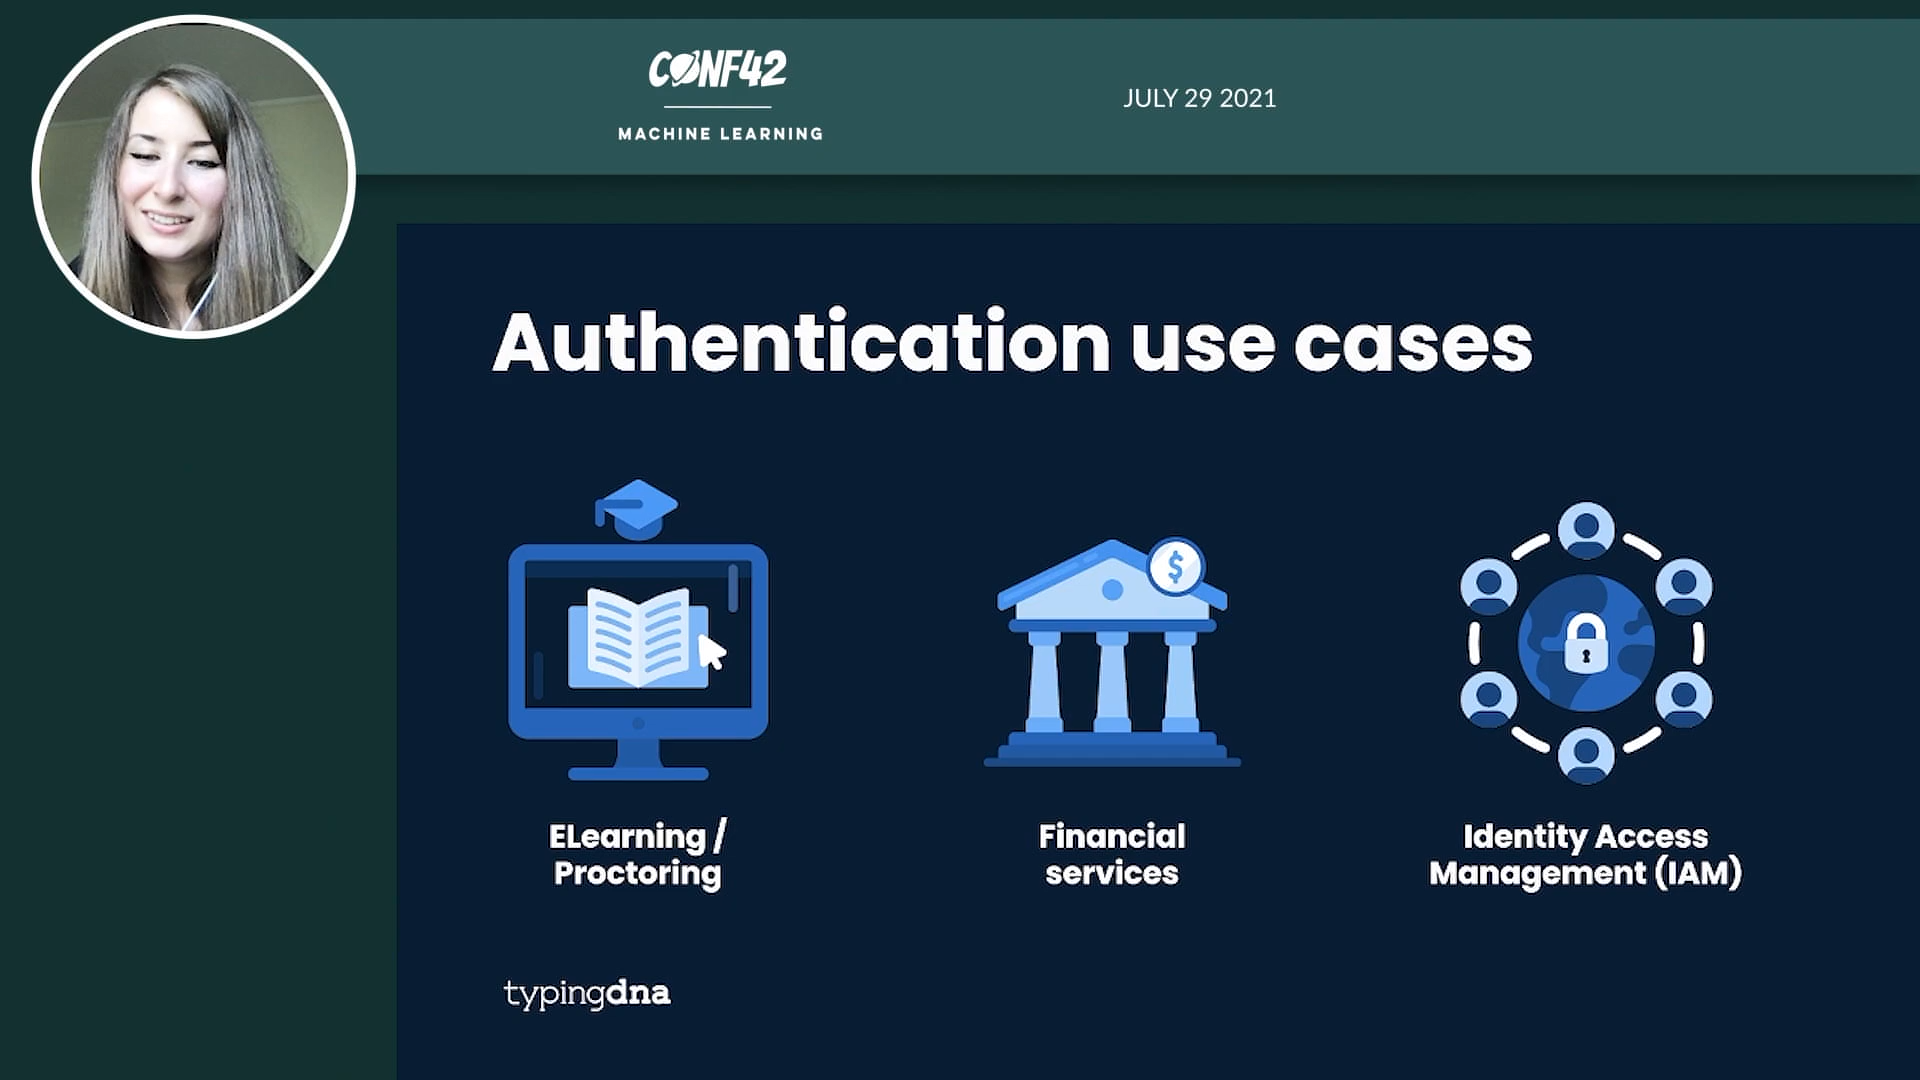 CONF42
MACHINE LEARNING
JULY 29 2021
Authentication use cases
$
ELearning /
Proctoring
Financial
services
Identity Access
Management (IAM)
typingdna